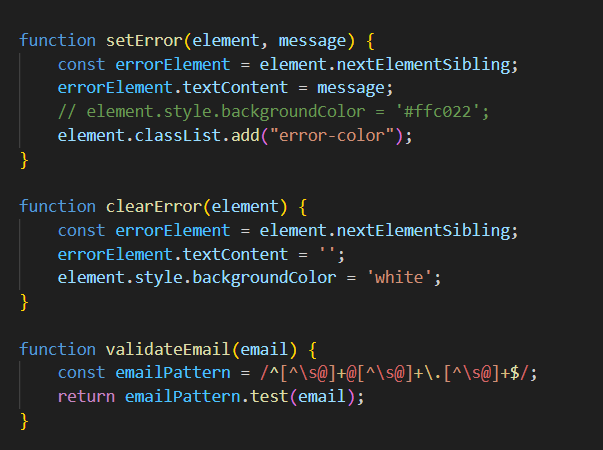 function setError(element, message) {
    const errorElement = element.nextElementSibling;
    errorElement.textContent = message;
    // element.style.backgroundColor = '#ffc022';
    element.classList.add("error-color");
}

function clearError(element) {
    const errorElement = element.nextElementSibling;
    errorElement.textContent = '';
    element.style.backgroundColor = 'white';
}

function validateEmail(email) {
    const emailPattern = /^[^\s@]+@[^\s@]+\.[^\s@]+$/;
    return emailPattern.test(email);
}